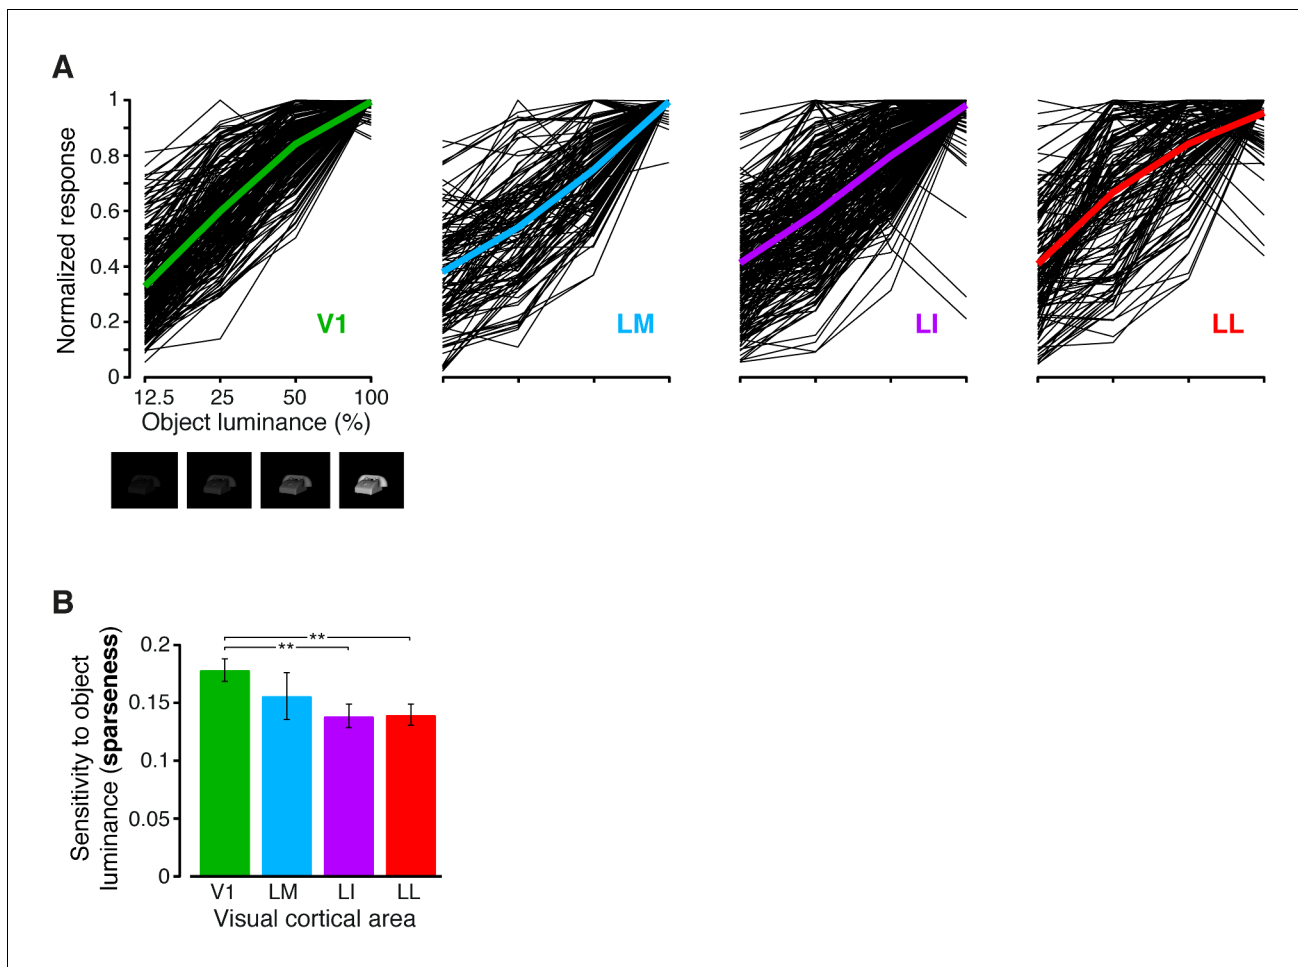 A
Normalized response
1
0.8
0.6
0.4
0.2
0
V1
LM
LI
LL
12.5 25 50 100
Object luminance (%)
B
Sensitivity to object
luminance (sparseness)
0.2
0.15
0.1
0.05
0
**
**
V1 LM LI LL
Visual cortical area